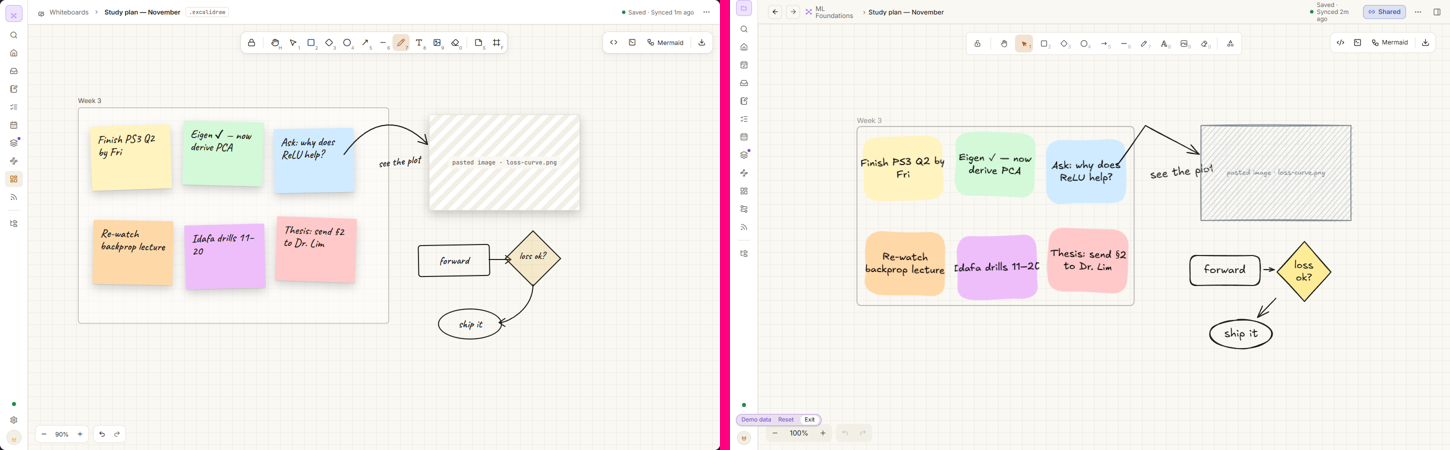 Whiteboards › Study plan — November .excalidraw
Saved · Synced 1m ago
Mermaid
Week 3
Finish PS3 Q2
by Fri
Eigen ✓ — now
derive PCA
Ask: why does
ReLU help?
see the plot
pasted image · loss-curve.png
Re-watch
backprop lecture
Idafa drills 11–
20
Thesis: send §2
to Dr. Lim
forward
loss ok?
ship it
90%
ML
Foundations
› Study plan — November
Saved ·
Synced 2m
ago
Shared
Mermaid
Week 3
Finish PS3 Q2 by
Fri
Eigen ✓ — now
derive PCA
Ask: why does
ReLU help?
see the plot
pasted image · loss-curve.png
Re-watch
backprop lecture
Idafa drills 11–20
Thesis: send §2
to Dr. Lim
forward
loss
ok?
ship it
Demo data Reset Exit
100%